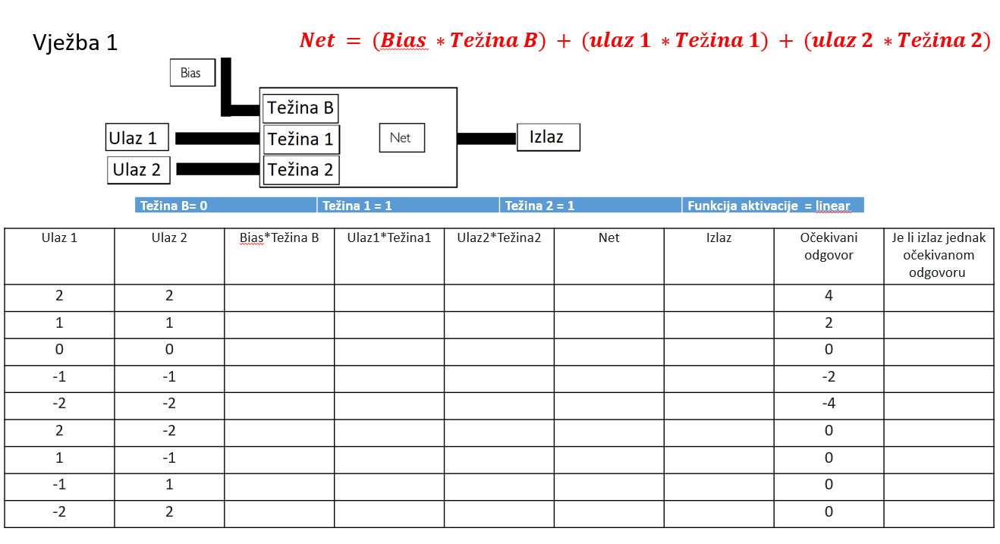 Vježba 1
Net = (Bias * Težina B) + (ulaz 1 * Težina 1) + (ulaz 2 * Težina 2)
Bias
Težina B
Ulaz 1
Težina 1
Net
Izlaz
Ulaz 2
Težina 2
Težina B= 0 Težina 1 = 1 Težina 2 = 1 Funkcija aktivacije = linear
Ulaz 1 Ulaz 2 Bias*Težina B Ulaz1*Težina1 Ulaz2*Težina2 Net Izlaz Očekivani Je li izlaz jednak
odgovor očekivanom
odgovoru
2 2 4
1 1 2
0 0 0
-1 -1 -2
-2 -2 -4
2 -2 0
1 -1 0
-1 1 0
-2 2 0